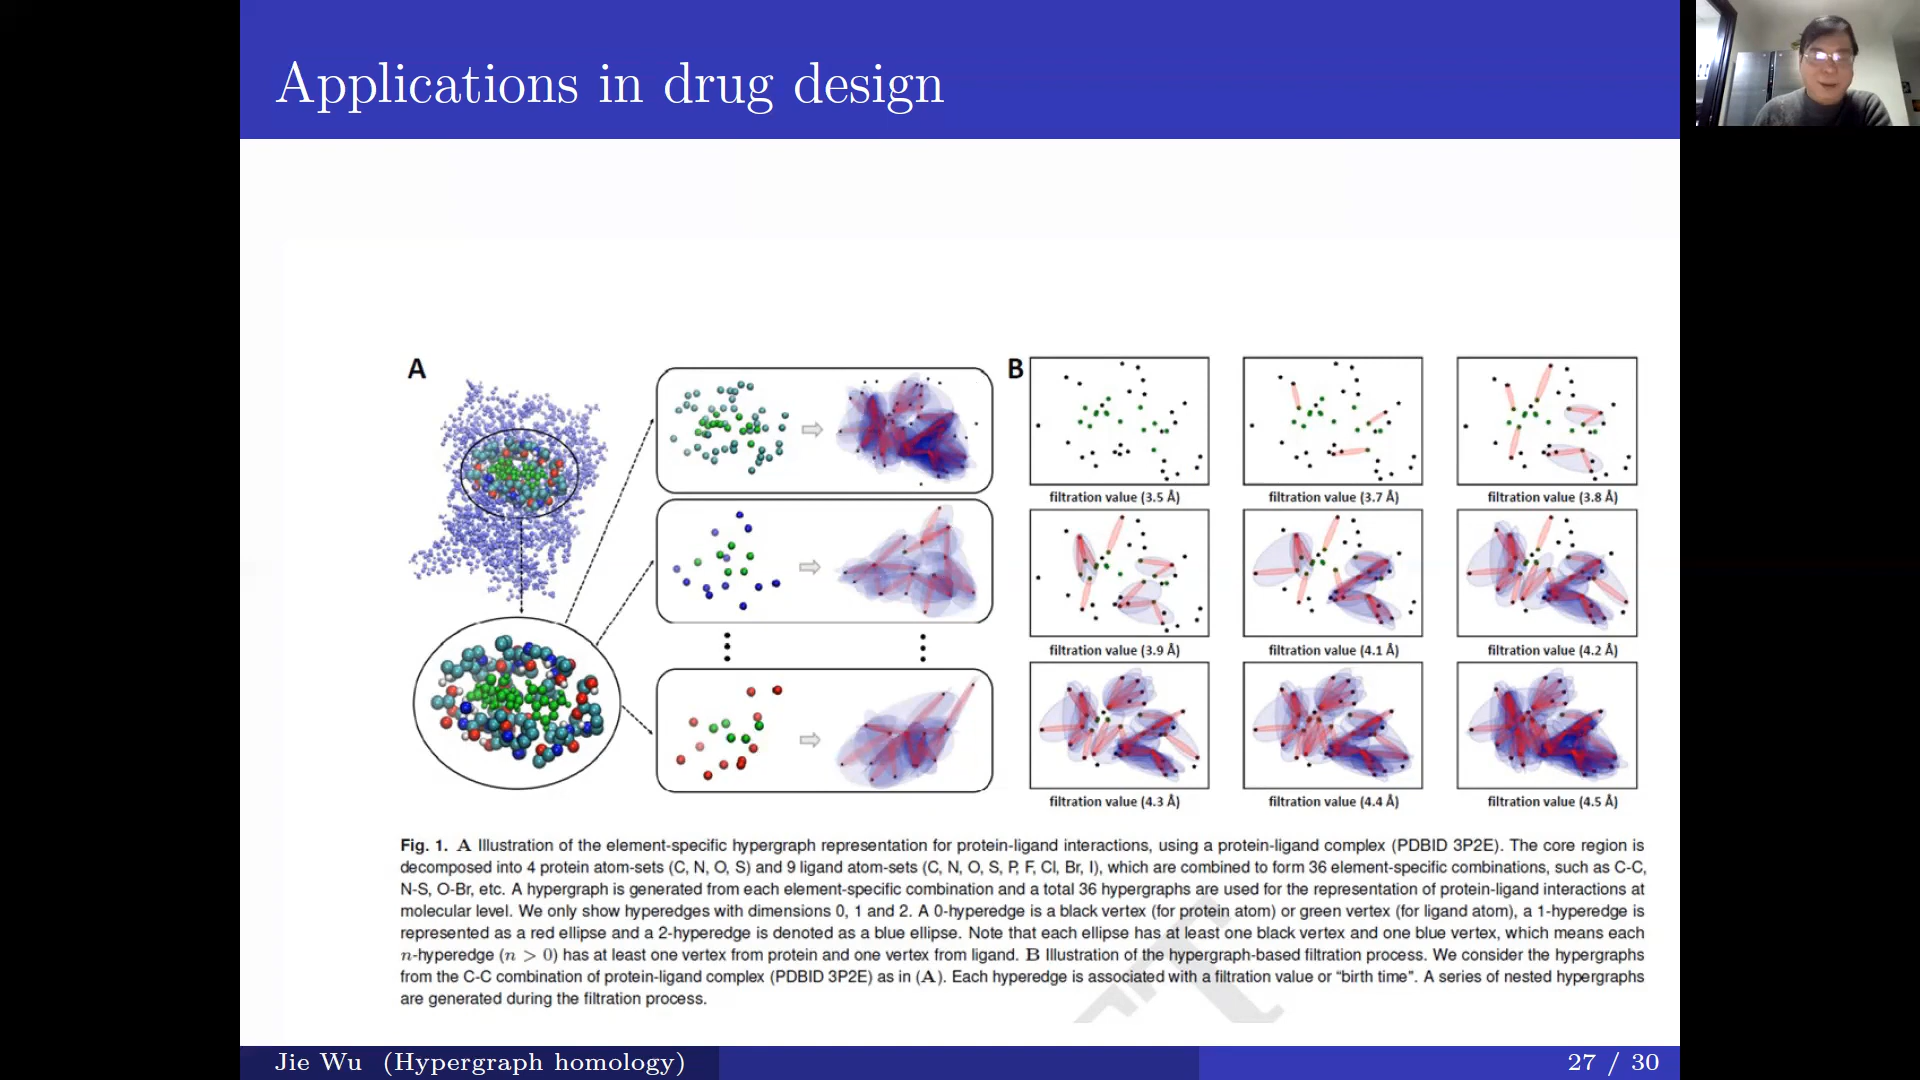 Applications in drug design
A
B
filtration value (3.5 Å)
filtration value (3.7 Å)
filtration value (3.8 Å)
filtration value (3.9 Å)
filtration value (4.1 Å)
filtration value (4.2 Å)
filtration value (4.3 Å)
filtration value (4.4 Å)
filtration value (4.5 Å)
Fig. 1. A Illustration of the element-specific hypergraph representation for protein-ligand interactions, using a protein-ligand complex (PDBID 3P2E). The core region is
decomposed into 4 protein atom-sets (C, N, O, S) and 9 ligand atom-sets (C, N, O, S, P, F, Cl, Br, I), which are combined to form 36 element-specific combinations, such as C-C,
N-S, O-Br, etc. A hypergraph is generated from each element-specific combination and a total 36 hypergraphs are used for the representation of protein-ligand interactions at
molecular level. We only show hyperedges with dimensions 0, 1 and 2. A 0-hyperedge is a black vertex (for protein atom) or green vertex (for ligand atom), a 1-hyperedge is
represented as a red ellipse and a 2-hyperedge is denoted as a blue ellipse. Note that each ellipse has at least one black vertex and one blue vertex, which means each
n-hyperedge (n > 0) has at least one vertex from protein and one vertex from ligand. B Illustration of the hypergraph-based filtration process. We consider the hypergraphs
from the C-C combination of protein-ligand complex (PDBID 3P2E) as in (A). Each hyperedge is associated with a filtration value or “birth time”. A series of nested hypergraphs
are generated during the filtration process.
Jie Wu (Hypergraph homology)
27 / 30